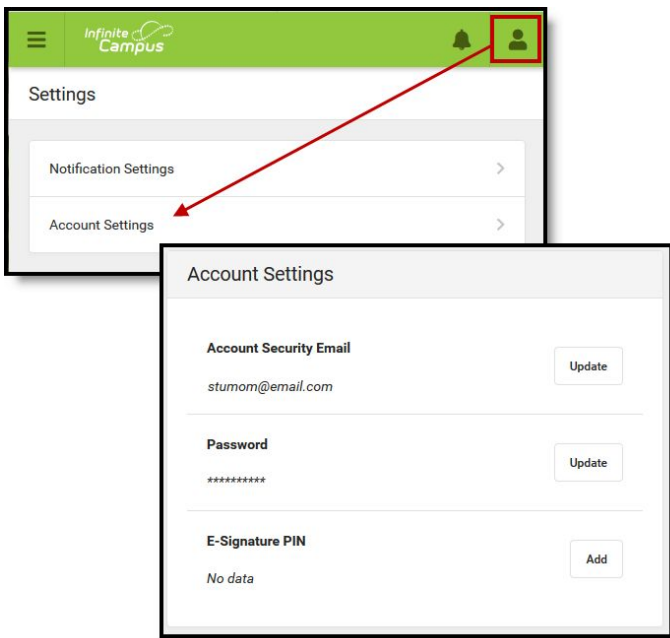 Infinite
Campus
Settings
Notification Settings
Account Settings
Account Settings
Account Security Email
Update
stumom@email.com
Password
Update
**********
E-Signature PIN
Add
No data